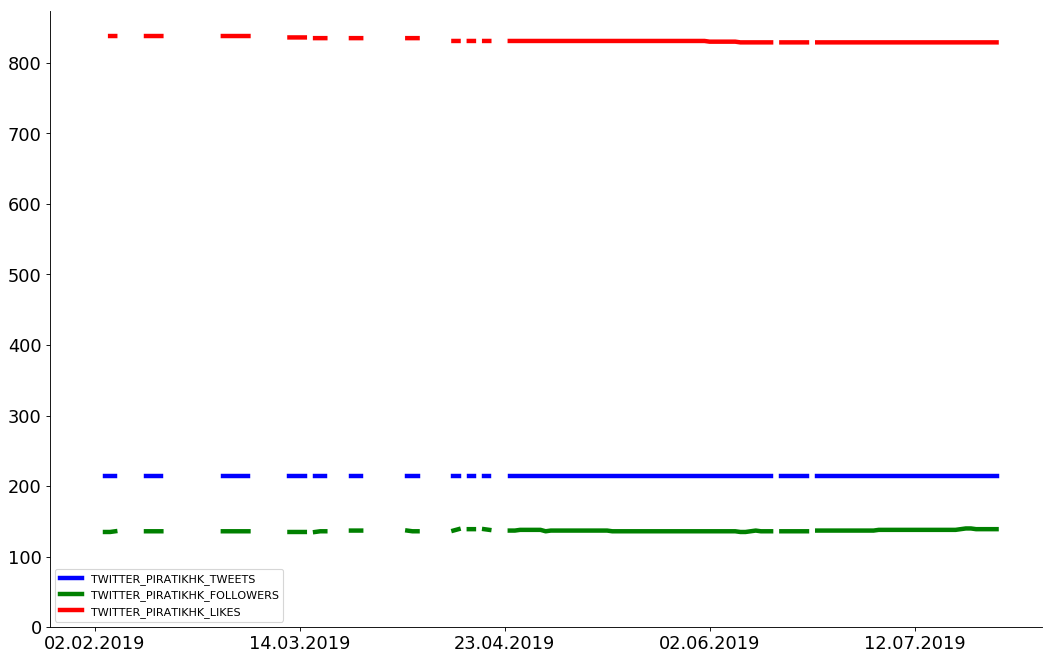 800
700
600
500
400
300
200
100
0
TWITTER_PIRATIKHK_TWEETS
TWITTER_PIRATIKHK_FOLLOWERS
TWITTER_PIRATIKHK_LIKES
02.02.2019 14.03.2019 23.04.2019 02.06.2019 12.07.2019